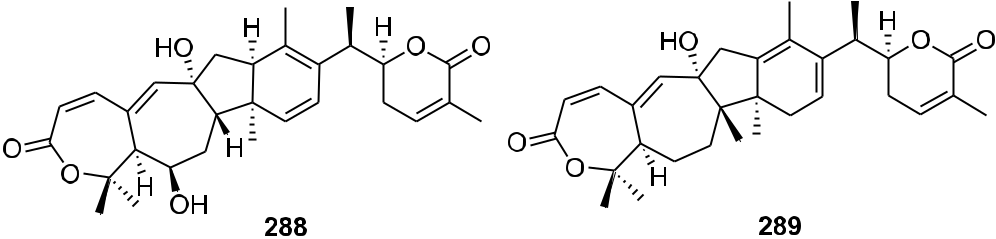 HO H H O O
O O H H OH
288
HO H O O
O O H
289